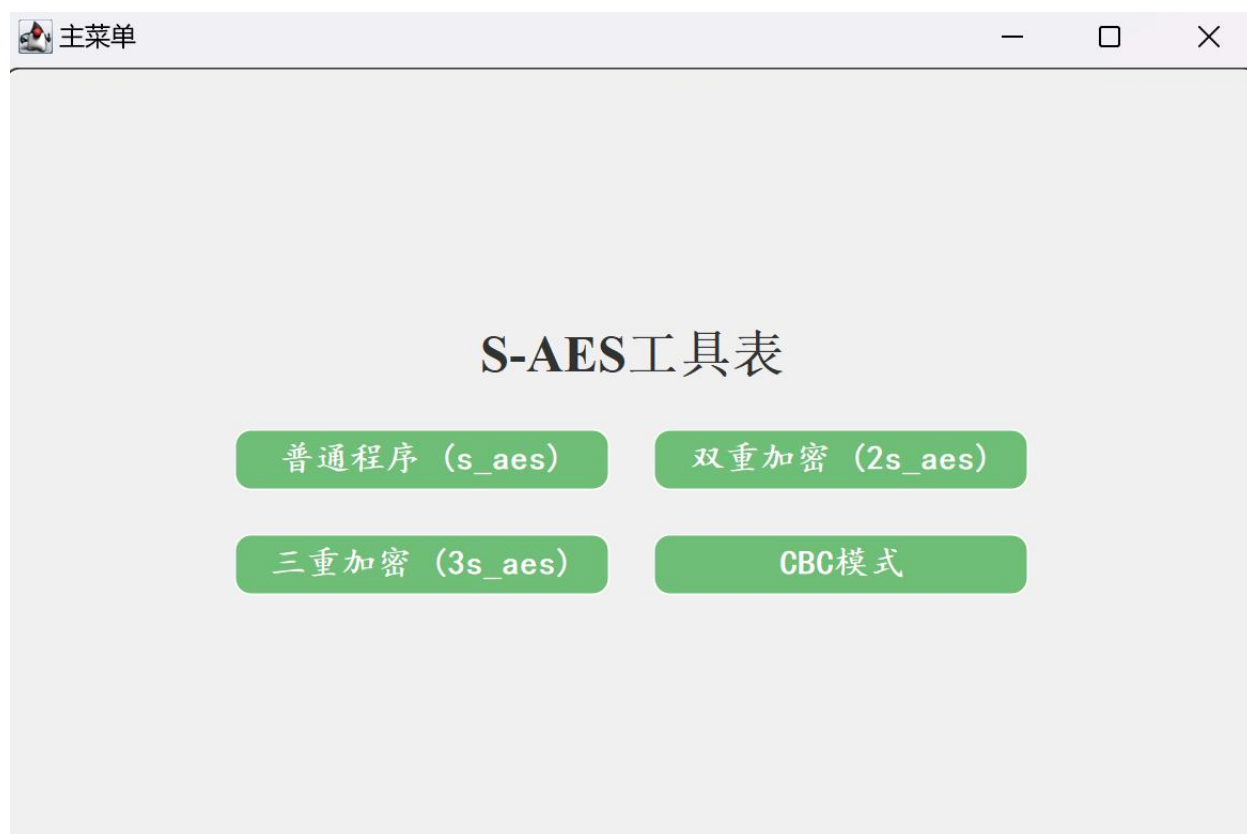 主菜单
S-AES工具表
普通程序 (s_aes)
双重加密 (2s_aes)
三重加密 (3s_aes)
CBC模式